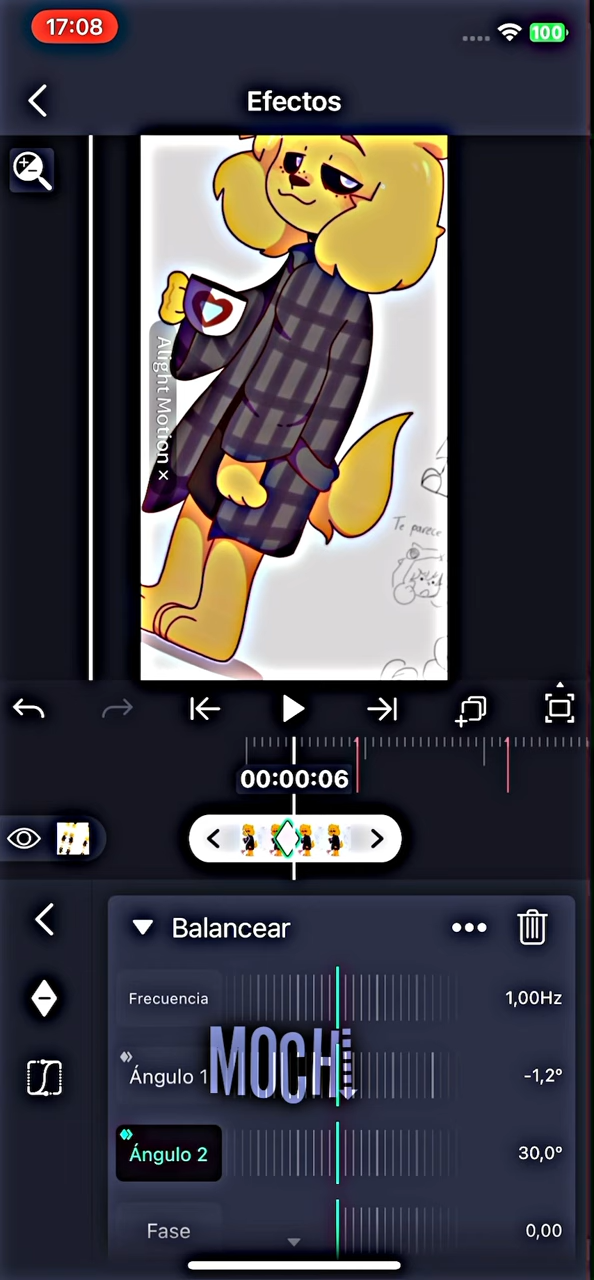 17:08
100
Efectos
Alight Motion ×
Te parece
00:00:06
Balancear
Frecuencia
1,00Hz
MOCHi
Ángulo 1
-1,2°
Ángulo 2
30,0°
Fase
0,00